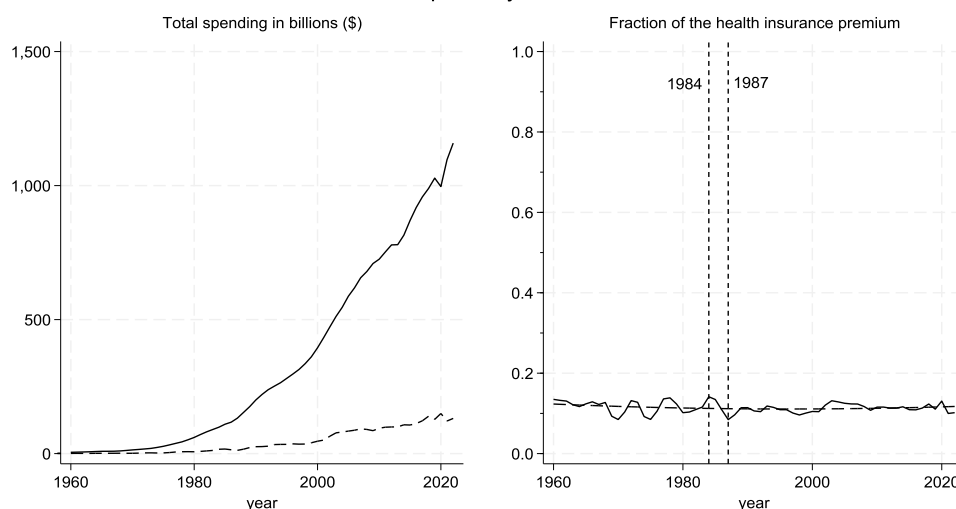 Total spending in billions ($)
1,500
1,000
500
0
1960 1980 2000 2020
year
Fraction of the health insurance premium
1.0
0.8
0.6
0.4
0.2
0.0
1984 1987
1960 1980 2000
year